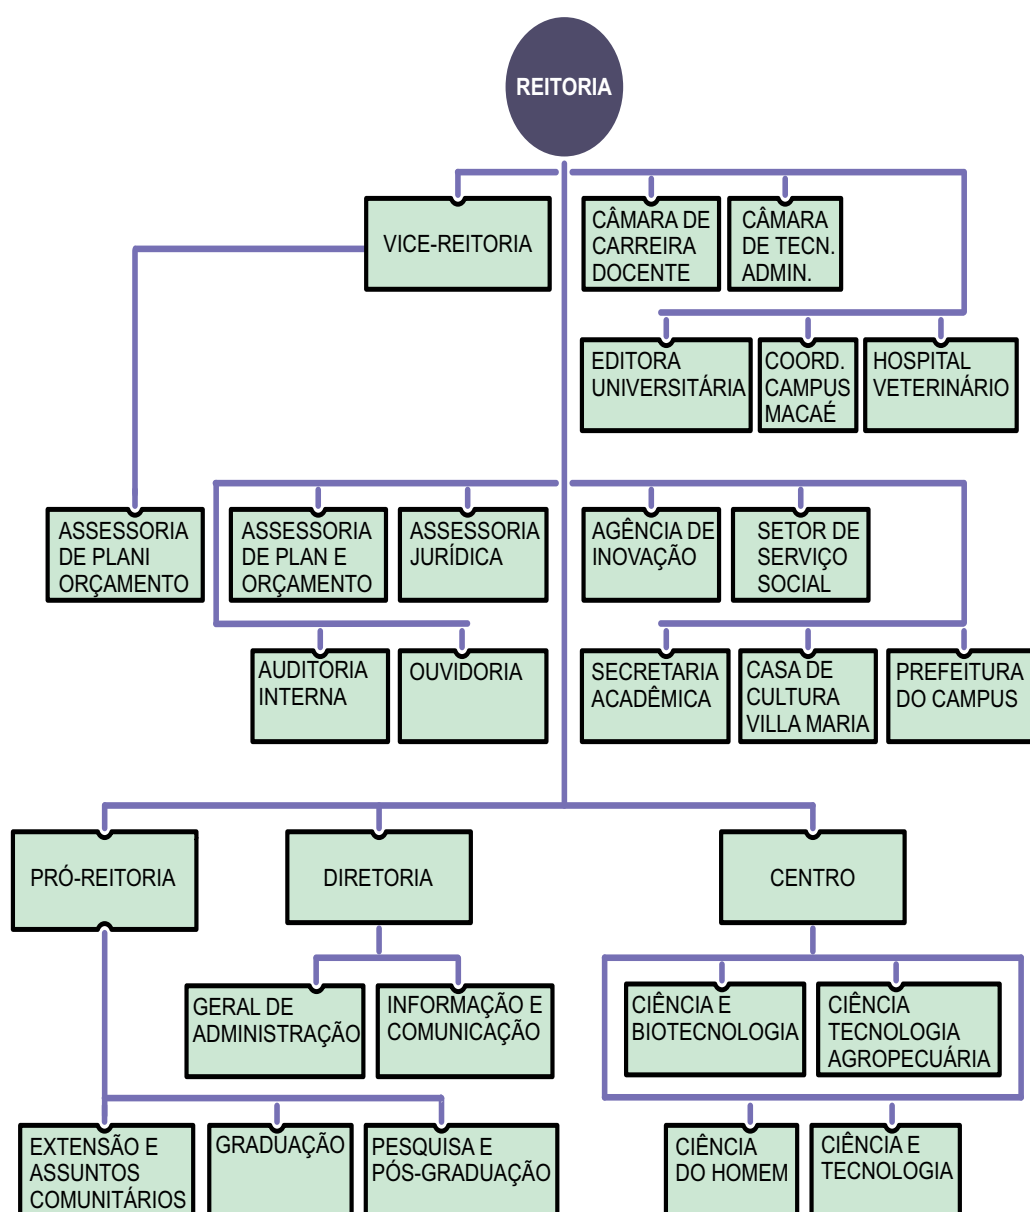 REITORIA
VICE-REITORIA
CÂMARA DE
CARREIRA
DOCENTE
CÂMARA
DE TECN.
ADMIN.
EDITORA
UNIVERSITÁRIA
COORD.
CAMPUS
MACAÉ
HOSPITAL
VETERINÁRIO
ASSESSORIA
DE PLANI
ORÇAMENTO
ASSESSORIA
DE PLAN E
ORÇAMENTO
ASSESSORIA
JURÍDICA
AGÊNCIA DE
INOVAÇÃO
SETOR DE
SERVIÇO
SOCIAL
AUDITORIA
INTERNA
OUVIDORIA
SECRETARIA
ACADÊMICA
CASA DE
CULTURA
VILLA MARIA
PREFEITURA
DO CAMPUS
PRÓ-REITORIA
DIRETORIA
CENTRO
GERAL DE
ADMINISTRAÇÃO
INFORMAÇÃO E
COMUNICAÇÃO
CIÊNCIA E
BIOTECNOLOGIA
CIÊNCIA
TECNOLOGIA
AGROPECUÁRIA
EXTENSÃO E
ASSUNTOS
COMUNITÁRIOS
GRADUAÇÃO
PESQUISA E
PÓS-GRADUAÇÃO
CIÊNCIA
DO HOMEM
CIÊNCIA E
TECNOLOGIA